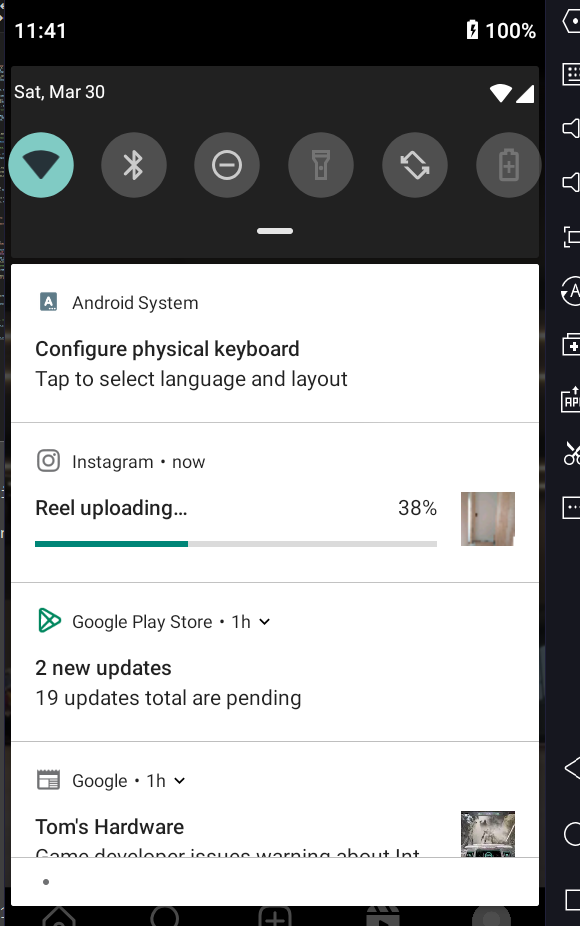 11:41
100%
Sat, Mar 30
Android System
Configure physical keyboard
Tap to select language and layout
Instagram • now
Reel uploading…
38%
Google Play Store • 1h
2 new updates
19 updates total are pending
Google • 1h
Tom's Hardware
Game developer issues warning about Int